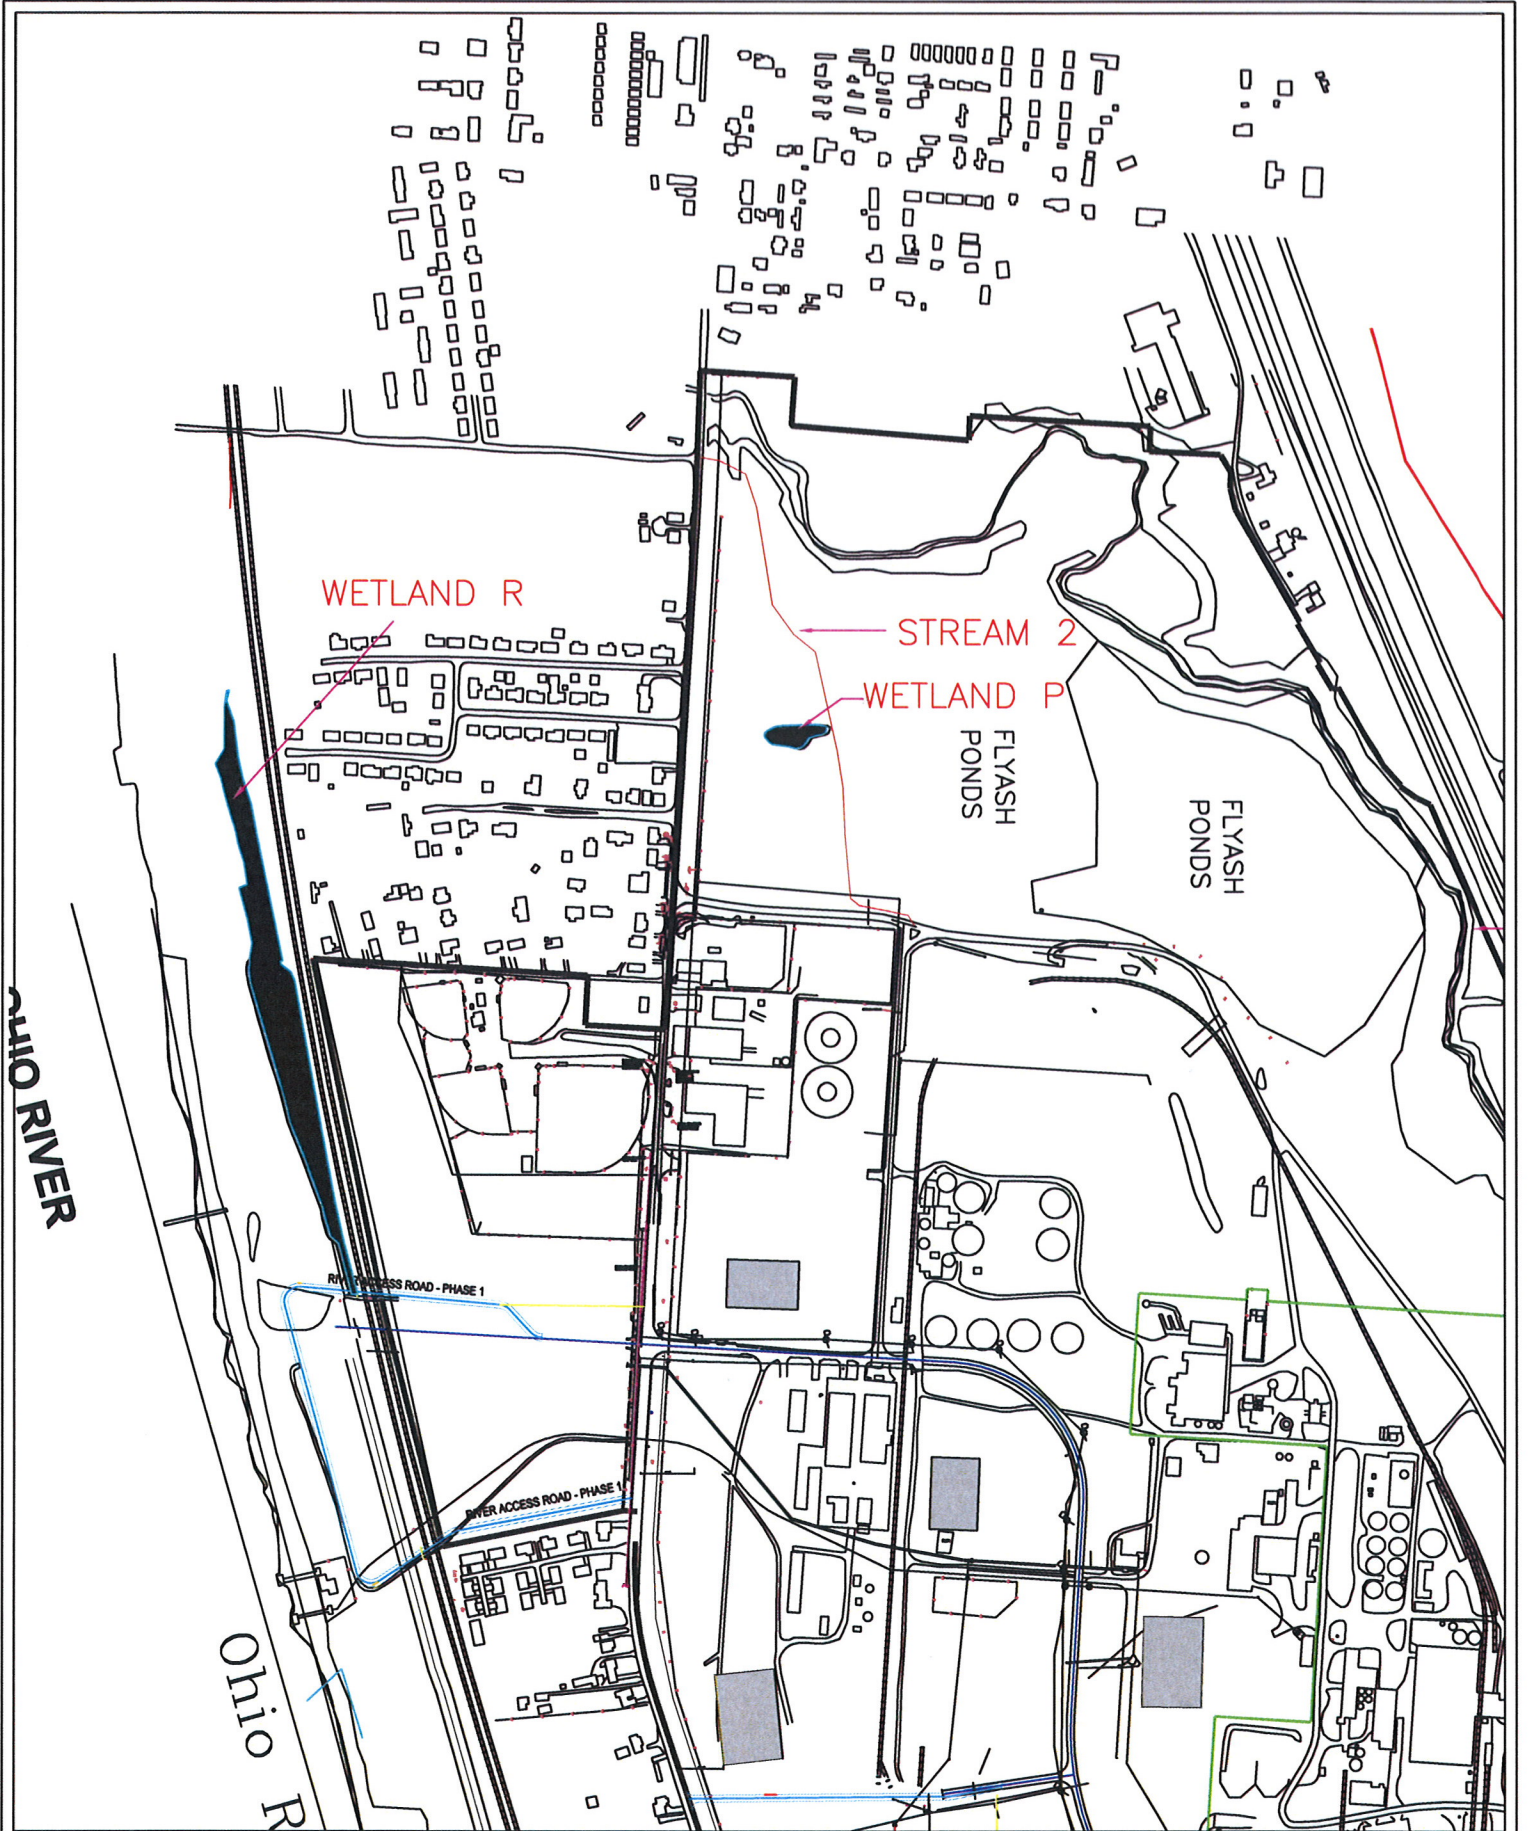 WETLAND R
STREAM 2
WETLAND P
FLYASH
PONDS
FLYASH
PONDS
OHIO RIVER
RIVER ACCESS ROAD - PHASE 1
RIVER ACCESS ROAD - PHASE 1
Ohio R